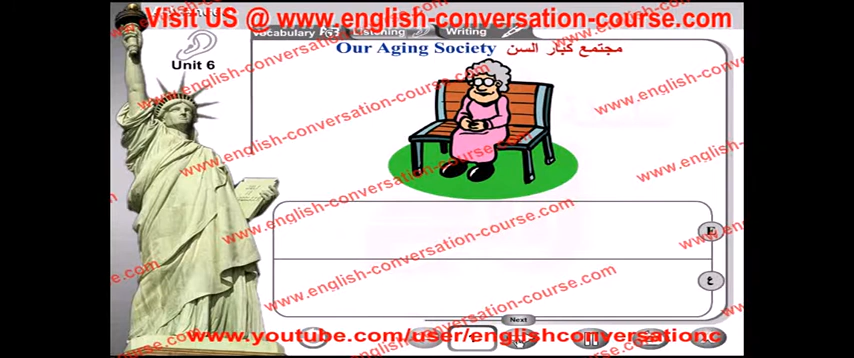 Visit US @ www.english-conversation-course.com
Vocabulary Listening Writing
Unit 6
Our Aging Society مجتمع كبار السن
www.english-conversation-course.com
www.english-conversation-course.com
www.english-conversation-course.com
www.english-conversation-course.com
E
ع
Next
www.youtube.com/user/englishconversationc